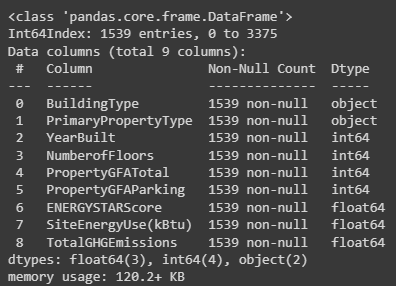 <class 'pandas.core.frame.DataFrame'>
Int64Index: 1539 entries, 0 to 3375
Data columns (total 9 columns):
 #   Column               Non-Null Count  Dtype
---  ------               --------------  -----
 0   BuildingType         1539 non-null   object
 1   PrimaryPropertyType  1539 non-null   object
 2   YearBuilt            1539 non-null   int64
 3   NumberofFloors       1539 non-null   int64
 4   PropertyGFATotal     1539 non-null   int64
 5   PropertyGFAParking   1539 non-null   int64
 6   ENERGYSTARScore      1539 non-null   float64
 7   SiteEnergyUse(kBtu)  1539 non-null   float64
 8   TotalGHGEmissions    1539 non-null   float64
dtypes: float64(3), int64(4), object(2)
memory usage: 120.2+ KB